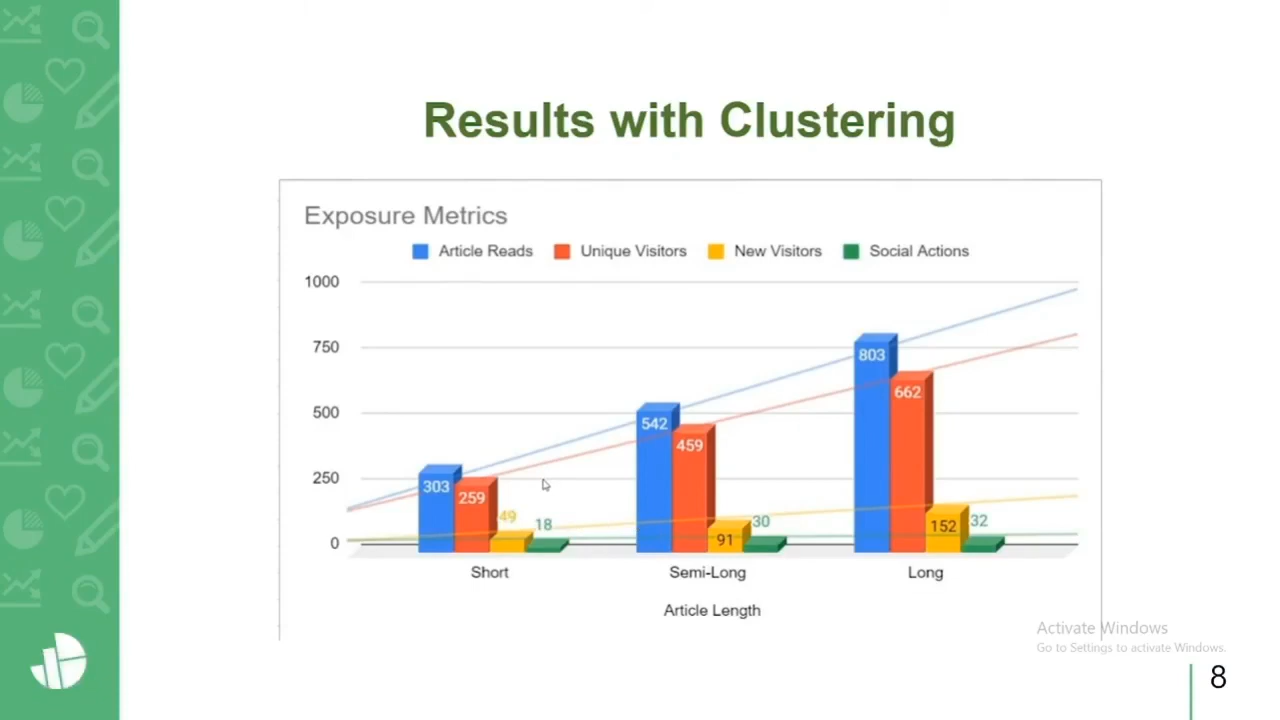 Results with Clustering
Exposure Metrics
Article Reads Unique Visitors New Visitors Social Actions
1000
750
500
250
0
303 259 49 18
542 459 91 30
803 662 152 32
Short Semi-Long Long
Article Length
Activate Windows
Go to Settings to activate Windows.
8